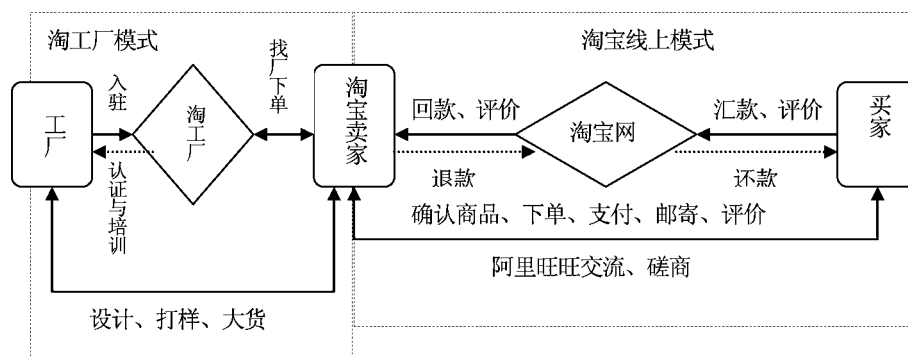 淘工厂模式
淘宝线上模式
入驻
找厂下单
工厂
淘工厂
淘宝卖家
回款、评价
淘宝网
汇款、评价
买家
认证与培训
退款
还款
确认商品、下单、支付、邮寄、评价
阿里旺旺交流、磋商
设计、打样、大货